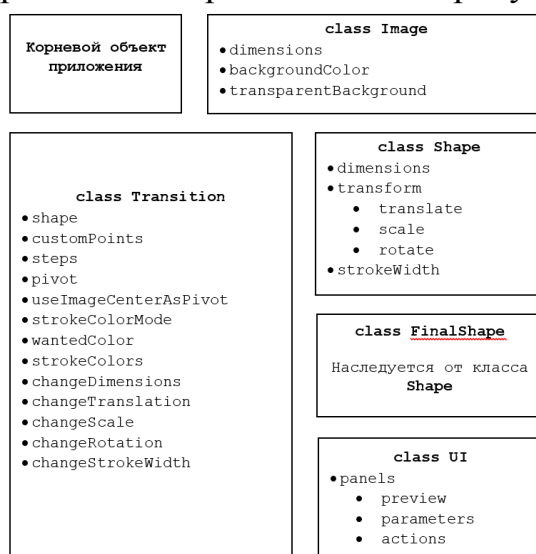 Корневой объект
приложения
class Image
• dimensions
• backgroundColor
• transparentBackground
class Transition
• shape
• customPoints
• steps
• pivot
• useImageCenterAsPivot
• strokeColorMode
• wantedColor
• strokeColors
• changeDimensions
• changeTranslation
• changeScale
• changeRotation
• changeStrokeWidth
class Shape
• dimensions
• transform
• translate
• scale
• rotate
• strokeWidth
class FinalShape
Наследуется от класса
Shape
class UI
• panels
• preview
• parameters
• actions